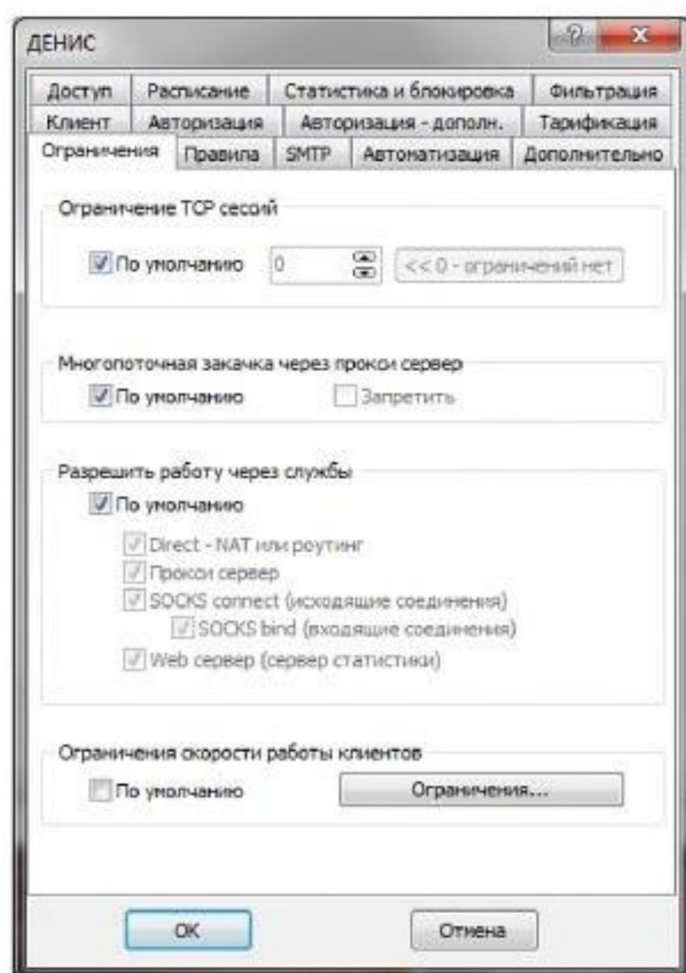 ДЕНИС
Доступ Расписание Статистика и блокировка Фильтрация
Клиент Авторизация Авторизация - дополн. Тарификация
Ограничения Правила SMTP Автоматизация Дополнительно
Ограничение TCP сессий
По умолчанию 0 << 0 - ограничений нет
Многопоточная закачка через прокси сервер
По умолчанию Запретить
Разрешить работу через службы
По умолчанию
Direct - NAT или роутинг
Прокси сервер
SOCKS connect (исходящие соединения)
SOCKS bind (входящие соединения)
Web сервер (сервер статистики)
Ограничения скорости работы клиентов
По умолчанию Ограничения...
OK Отмена